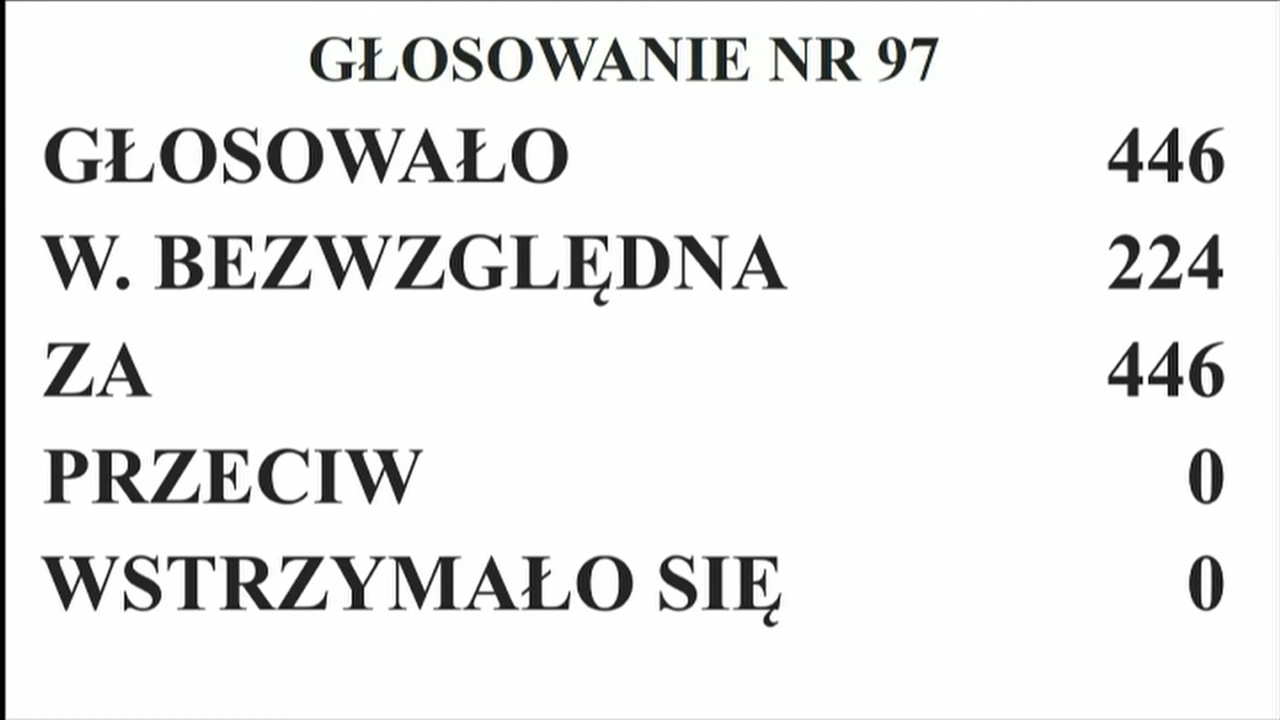 GŁOSOWANIE NR 97
GŁOSOWAŁO 446
W. BEZWZGLĘDNA 224
ZA 446
PRZECIW 0
WSTRZYMAŁO SIĘ 0